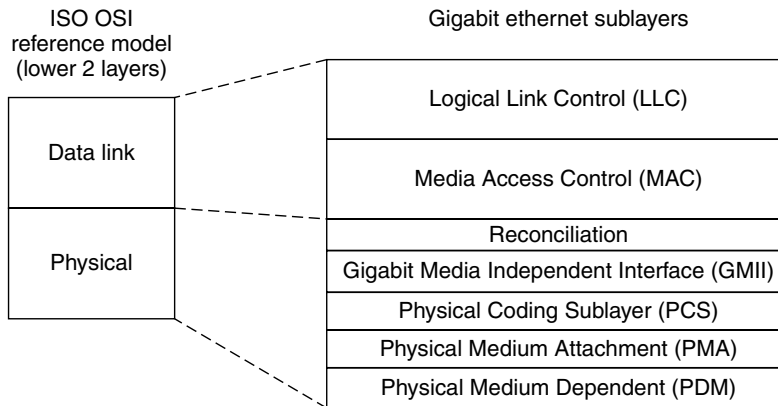 ISO OSI
reference model
(lower 2 layers)
Data link
Physical
Gigabit ethernet sublayers
Logical Link Control (LLC)
Media Access Control (MAC)
Reconciliation
Gigabit Media Independent Interface (GMII)
Physical Coding Sublayer (PCS)
Physical Medium Attachment (PMA)
Physical Medium Dependent (PDM)